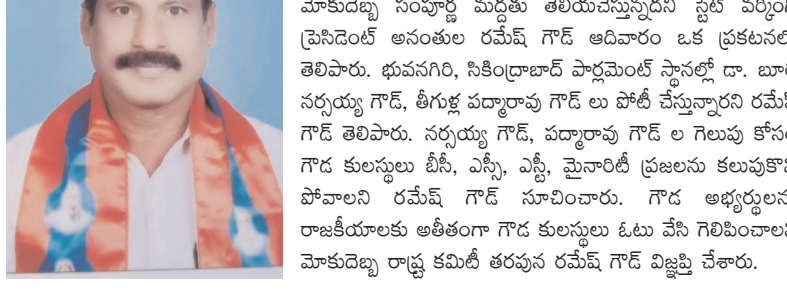 మోకుదెబ్బ సంపూర్ణ మద్దతు తెలియచేస్తున్నదని స్టేట్ వర్కింగ్
ప్రెసిడెంట్ అనంతుల రమేష్ గౌడ్ ఆదివారం ఒక ప్రకటనలో
తెలిపారు. భువనగిరి, సికింద్రాబాద్ పార్లమెంట్ స్థానల్లో డా. బూర
నర్సయ్య గౌడ్, తీగుళ్ల పద్మారావు గౌడ్ లు పోటీ చేస్తున్నారని రమేష్
గౌడ్ తెలిపారు. నర్సయ్య గౌడ్, పద్మారావు గౌడ్ ల గెలుపు కోసం
గౌడ కులస్థులు బీసీ, ఎస్సీ, ఎస్టీ, మైనారిటీ ప్రజలను కలుపుకొని
పోవాలని రమేష్ గౌడ్ సూచించారు. గౌడ అభ్యర్థులను
రాజకీయాలకు అతీతంగా గౌడ కులస్థులు ఓటు వేసి గెలిపించాలని
మోకుదెబ్బ రాష్ట్ర కమిటీ తరపున రమేష్ గౌడ్ విజ్ఞప్తి చేశారు.